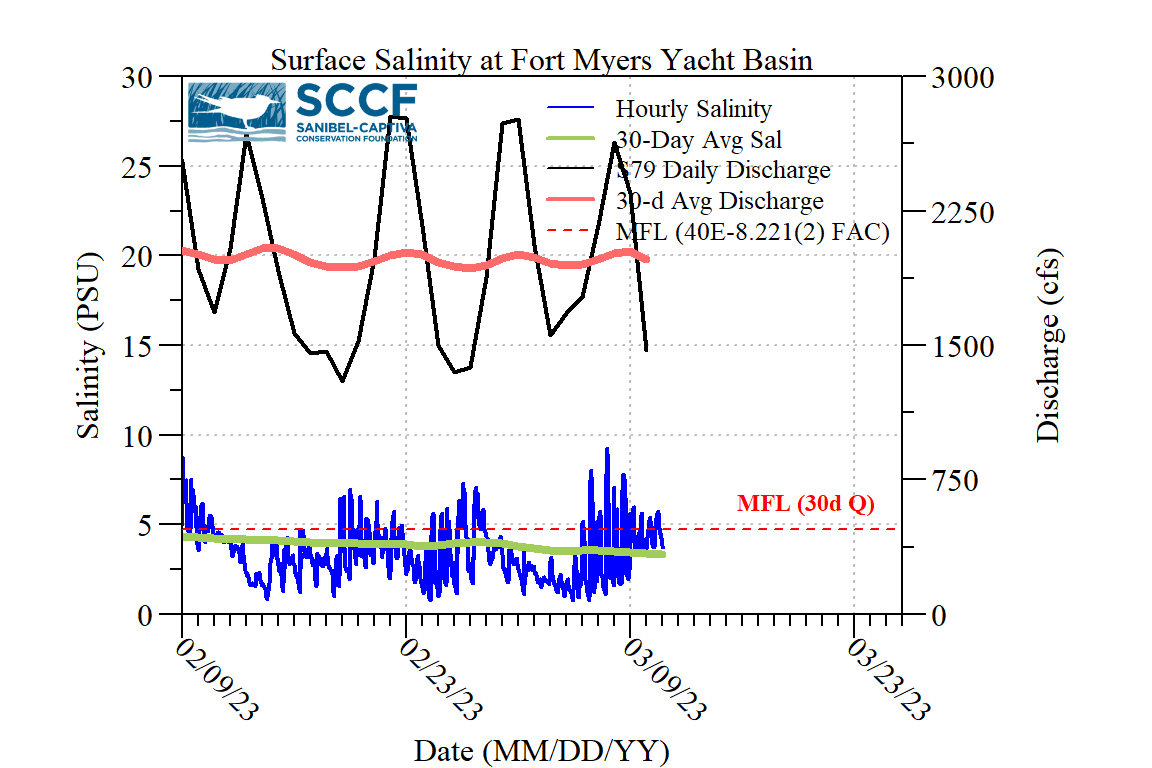 Surface Salinity at Fort Myers Yacht Basin
SCCF
SANIBEL-CAPTIVA
CONSERVATION FOUNDATION
Hourly Salinity
30-Day Avg Sal
S79 Daily Discharge
30-d Avg Discharge
MFL (40E-8.221(2) FAC)
30
25
20
15
10
5
0
Salinity (PSU)
3000
2250
1500
750
0
Discharge (cfs)
MFL (30d Q)
02/09/23
02/23/23
03/09/23
03/23/23
Date (MM/DD/YY)